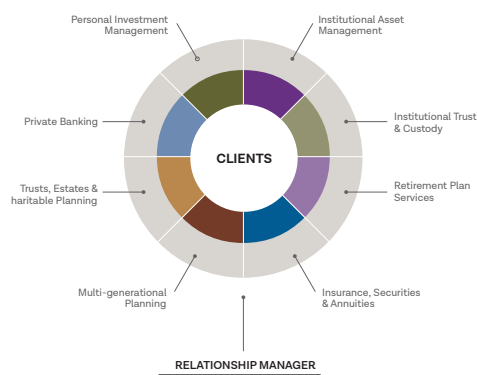 Personal Investment
Management
Institutional Asset
Management
Private Banking
Institutional Trust
& Custody
CLIENTS
Trusts, Estates &
haritable Planning
Retirement Plan
Services
Multi-generational
Planning
Insurance, Securities
& Annuities
RELATIONSHIP MANAGER